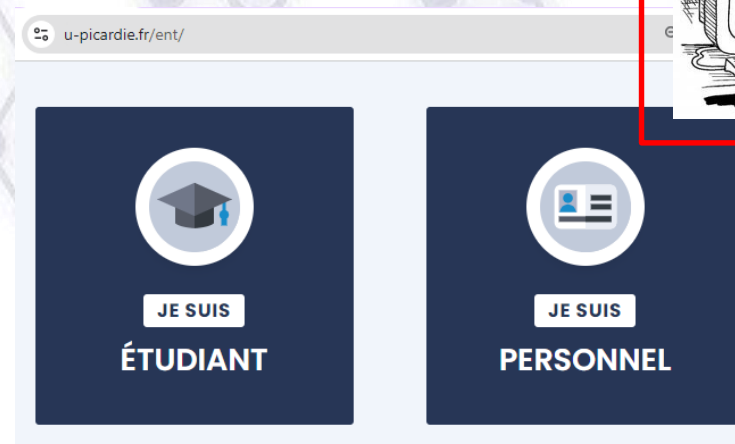 u-picardie.fr/ent/
JE SUIS
ÉTUDIANT
JE SUIS
PERSONNEL